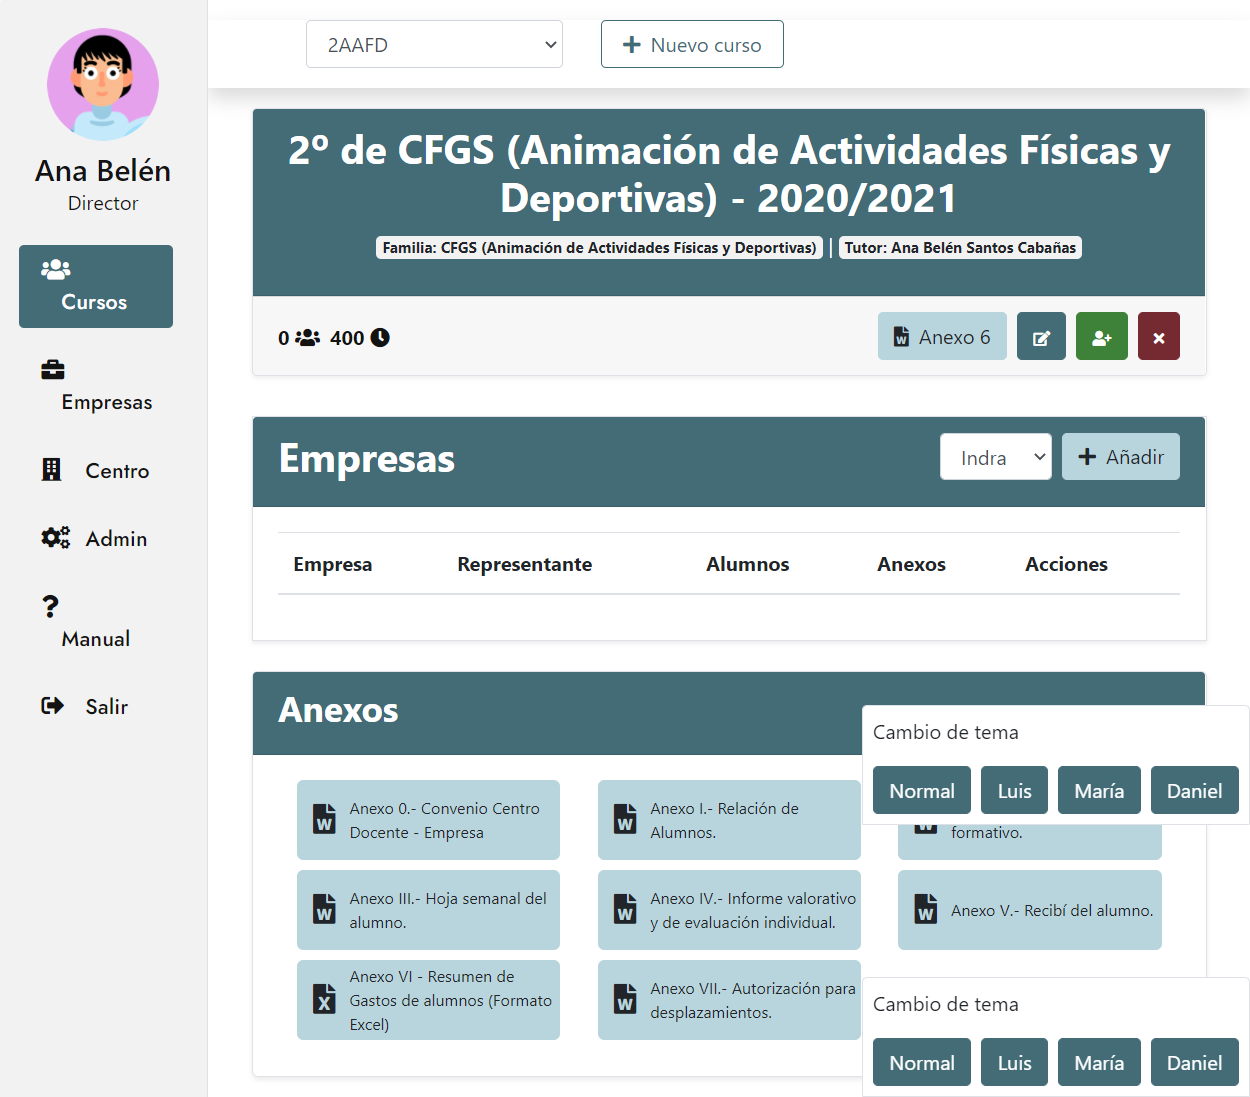 Ana Belén
Director
Cursos
Empresas
Centro
Admin
Manual
Salir
2AAFD
Nuevo curso
2º de CFGS (Animación de Actividades Físicas y
Deportivas) - 2020/2021
Familia: CFGS (Animación de Actividades Físicas y Deportivas) | Tutor: Ana Belén Santos Cabañas
0 400
Anexo 6
Empresas
Indra
Añadir
Empresa Representante Alumnos Anexos Acciones
Anexos
Cambio de tema
Normal Luis María Daniel
Anexo 0.- Convenio Centro
Docente - Empresa
Anexo I.- Relación de
Alumnos.
formativo.
Anexo III.- Hoja semanal del
alumno.
Anexo IV.- Informe valorativo
y de evaluación individual.
Anexo V.- Recibí del alumno.
Anexo VI - Resumen de
Gastos de alumnos (Formato
Excel)
Anexo VII.- Autorización para
desplazamientos.
Cambio de tema
Normal Luis María Daniel